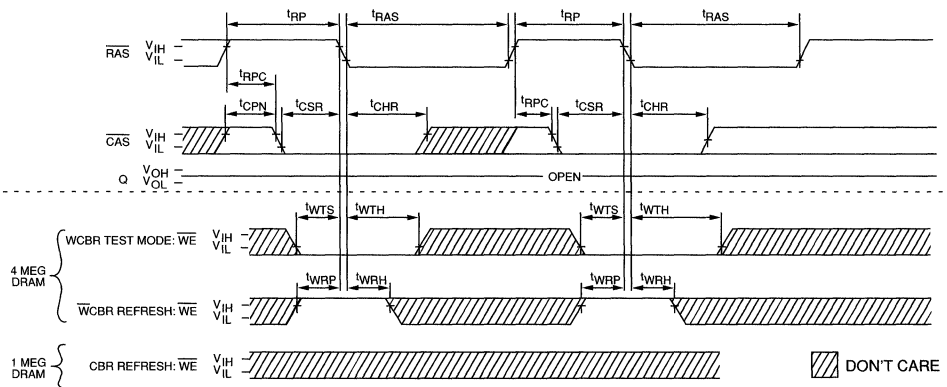 tRP tRAS tRP tRAS
RAS VIH VIL
tRPC
tCPN tCSR tCHR tRPC tCSR tCHR
CAS VIH VIL
Q VOH VOL OPEN
tWTS tWTH tWTS tWTH
WCBR TEST MODE: WE VIH VIL
4 MEG DRAM
tWRP tWRH tWRP tWRH
WCBR REFRESH: WE VIH VIL
1 MEG DRAM
CBR REFRESH: WE VIH VIL
DON'T CARE